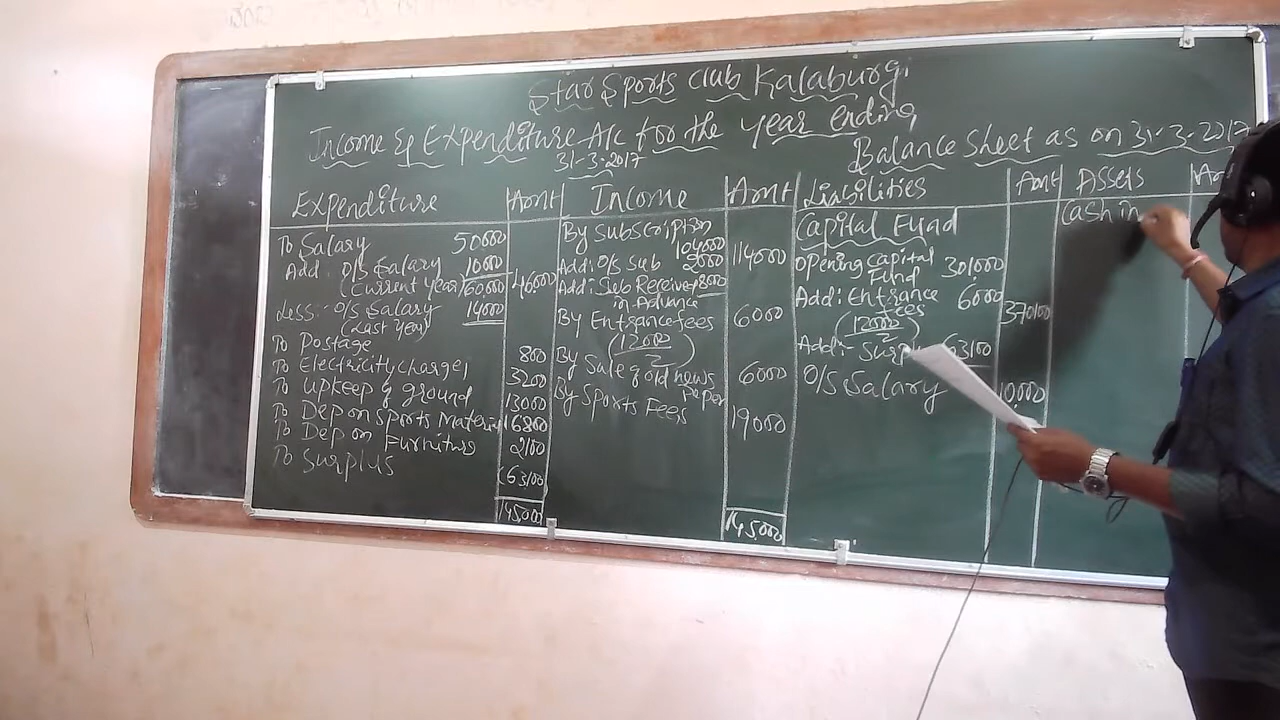 Star Sports club Kalaburgi
Income & Expenditure A/c for the year ending
31-3-2017
Expenditure Amt Income Amt
To Salary 50000
Add: O/s Salary 10000
(Current year) 60000 46000
Less:- O/s Salary 14000
(Last year)
To Postage 800
To Electricity charges 3200
To Upkeep of ground 13000
To Dep on Sports Material 16800
To Dep on Furniture 2100
To Surplus 63100
145000
By Subscription
104000
Add: O/s Sub 2000 114000
Add: Sub Received 8000
in Advance
By Entrance fees 6000
(12000/2)
By Sale of old news
paper 6000
By Sports Fees 19000
145000
Balance Sheet as on 31-3-2017
Liabilities Amt Assets
Capital Fund
Opening capital
Fund 301000
Add: Entrance
fees 6000
(12000/2) 370100
Add:- Surp 63100
O/S Salary 10000
Cash in